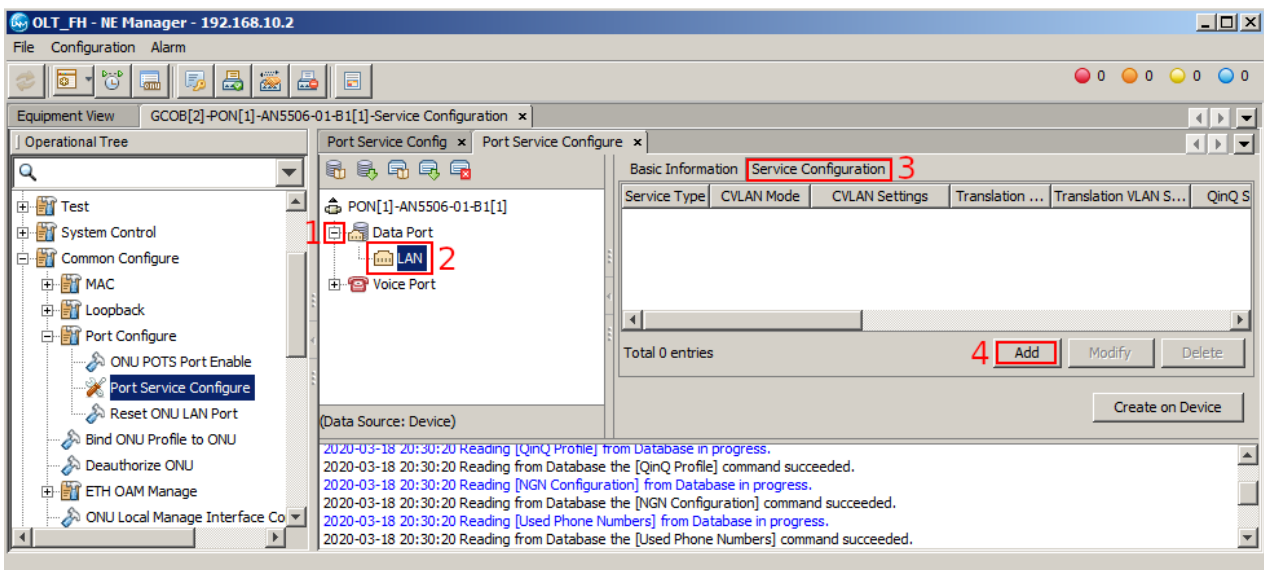 OLT_FH - NE Manager - 192.168.10.2
File Configuration Alarm
0 0 0 0
Equipment View GCOB[2]-PON[1]-AN5506-01-B1[1]-Service Configuration ×
Operational Tree
Test
System Control
Common Configure
MAC
Loopback
Port Configure
ONU POTS Port Enable
Port Service Configure
Reset ONU LAN Port
Bind ONU Profile to ONU
Deauthorize ONU
ETH OAM Manage
ONU Local Manage Interface Co
Port Service Config × Port Service Configure ×
PON[1]-AN5506-01-B1[1]
1 Data Port
LAN 2
Voice Port
(Data Source: Device)
Basic Information Service Configuration 3
Service Type CVLAN Mode CVLAN Settings Translation ... Translation VLAN S... QinQ S
Total 0 entries 4 Add Modify Delete
Create on Device
2020-03-18 20:30:20 Reading [QinQ Profile] from Database in progress.
2020-03-18 20:30:20 Reading from Database the [QinQ Profile] command succeeded.
2020-03-18 20:30:20 Reading [NGN Configuration] from Database in progress.
2020-03-18 20:30:20 Reading from Database the [NGN Configuration] command succeeded.
2020-03-18 20:30:20 Reading [Used Phone Numbers] from Database in progress.
2020-03-18 20:30:20 Reading from Database the [Used Phone Numbers] command succeeded.